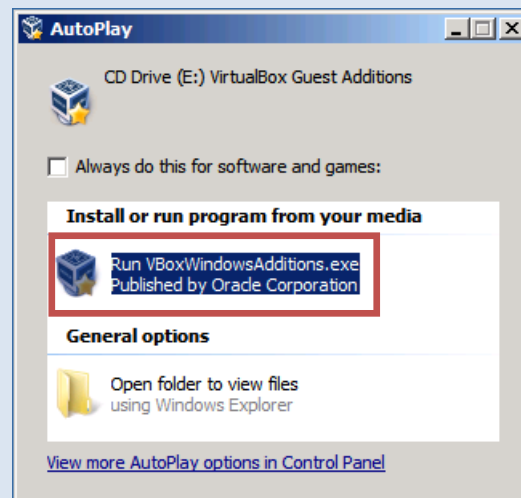 AutoPlay
CD Drive (E:) VirtualBox Guest Additions
Always do this for software and games:
Install or run program from your media
Run VBoxWindowsAdditions.exe
Published by Oracle Corporation
General options
Open folder to view files
using Windows Explorer
View more AutoPlay options in Control Panel